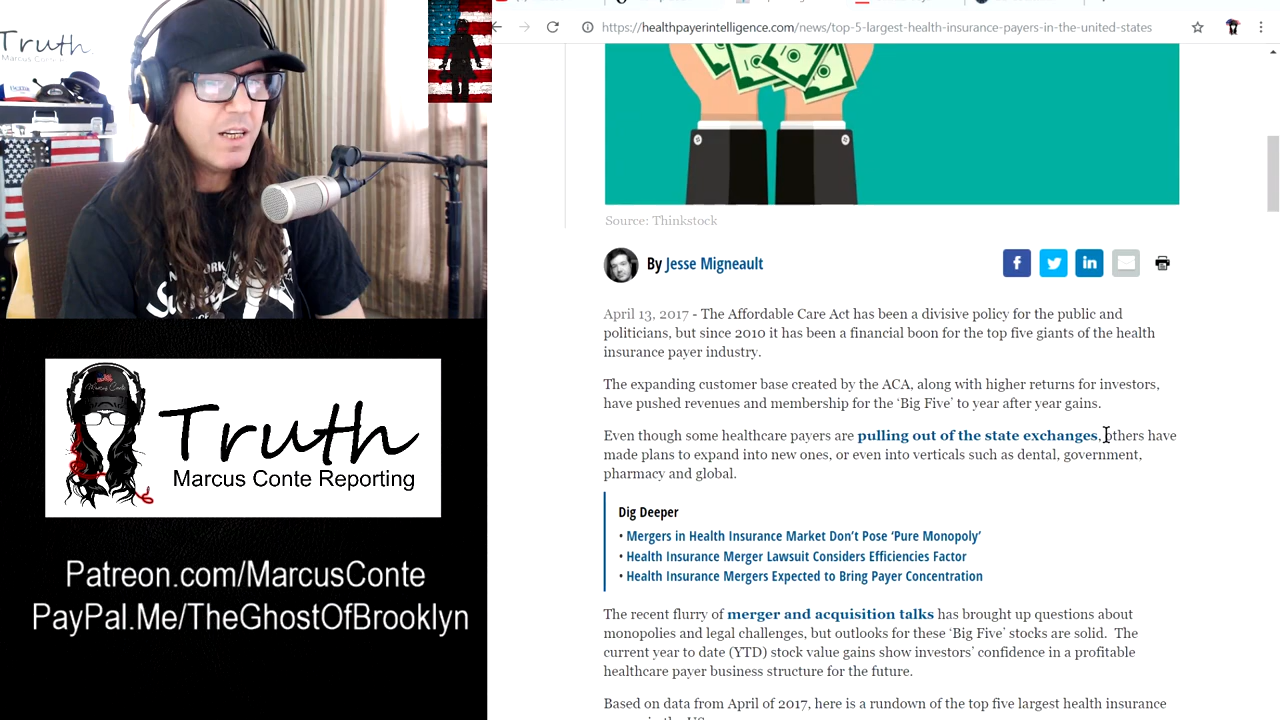 Truth
https://healthpayerintelligence.com/news/top-5-largest-health-insurance-payers-in-the-united-states
Source: Thinkstock
By Jesse Migneault
April 13, 2017 - The Affordable Care Act has been a divisive policy for the public and
politicians, but since 2010 it has been a financial boon for the top five giants of the health
insurance payer industry.
The expanding customer base created by the ACA, along with higher returns for investors,
have pushed revenues and membership for the ‘Big Five’ to year after year gains.
Even though some healthcare payers are pulling out of the state exchanges, others have
made plans to expand into new ones, or even into verticals such as dental, government,
pharmacy and global.
Dig Deeper
• Mergers in Health Insurance Market Don’t Pose ‘Pure Monopoly’
• Health Insurance Merger Lawsuit Considers Efficiencies Factor
• Health Insurance Mergers Expected to Bring Payer Concentration
The recent flurry of merger and acquisition talks has brought up questions about
monopolies and legal challenges, but outlooks for these ‘Big Five’ stocks are solid. The
current year to date (YTD) stock value gains show investors’ confidence in a profitable
healthcare payer business structure for the future.
Based on data from April of 2017, here is a rundown of the top five largest health insurance
Truth
Marcus Conte Reporting
Patreon.com/MarcusConte
PayPal.Me/TheGhostOfBrooklyn